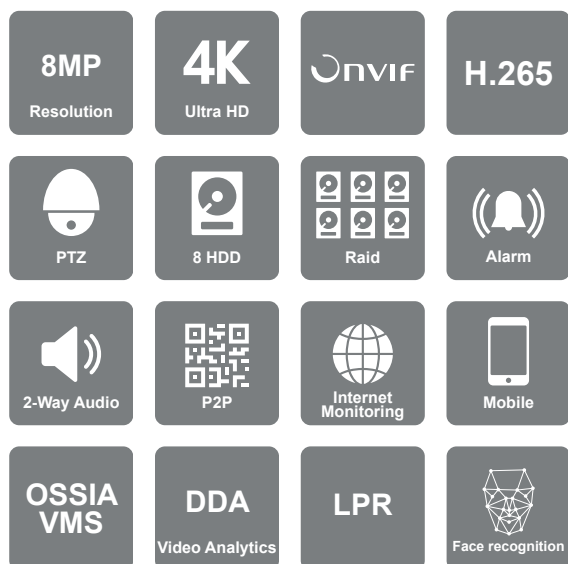 8MP
Resolution
4K
Ultra HD
Onvif
H.265
PTZ
8 HDD
Raid
Alarm
2-Way Audio
P2P
Internet
Monitoring
Mobile
OSSIA
VMS
DDA
Video Analytics
LPR
Face recognition